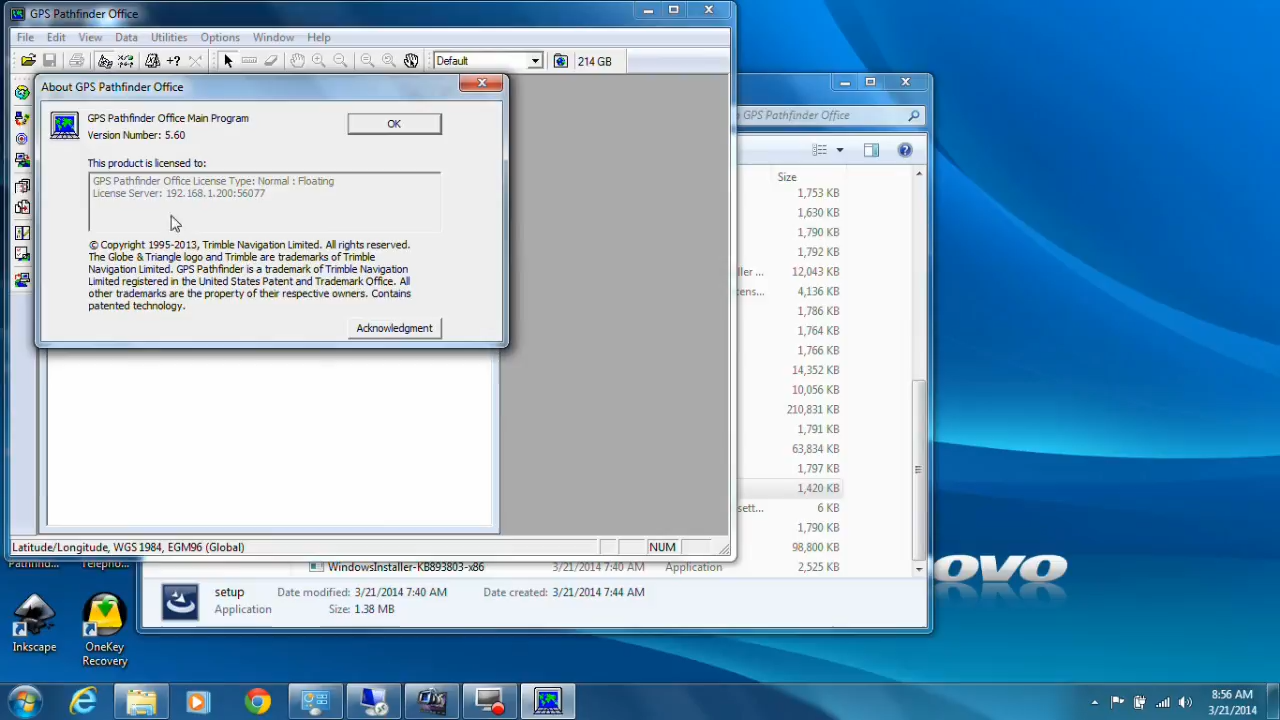 GPS Pathfinder Office
File Edit View Data Utilities Options Window Help
Default 214 GB
About GPS Pathfinder Office
GPS Pathfinder Office Main Program
Version Number: 5.60
OK
This product is licensed to:
GPS Pathfinder Office License Type: Normal : Floating
License Server: 192.168.1.200:56077
© Copyright 1995-2013, Trimble Navigation Limited. All rights reserved.
The Globe & Triangle logo and Trimble are trademarks of Trimble
Navigation Limited. GPS Pathfinder is a trademark of Trimble Navigation
Limited registered in the United States Patent and Trademark Office. All
other trademarks are the property of their respective owners. Contains
patented technology.
Acknowledgment
Latitude/Longitude, WGS 1984, EGM96 (Global) NUM
GPS Pathfinder Office
Size
1,753 KB
1,630 KB
1,790 KB
1,792 KB
ller ... 12,043 KB
tens... 4,136 KB
1,786 KB
1,764 KB
1,766 KB
14,352 KB
10,056 KB
210,831 KB
1,791 KB
63,834 KB
1,797 KB
1,420 KB
sett... 6 KB
1,790 KB
98,800 KB
WindowsInstaller-KB893803-x86 3/21/2014 7:40 AM Application 2,525 KB
setup Date modified: 3/21/2014 7:40 AM Date created: 3/21/2014 7:44 AM
Application Size: 1.38 MB
Inkscape
OneKey
Recovery
ovo
8:56 AM
3/21/2014